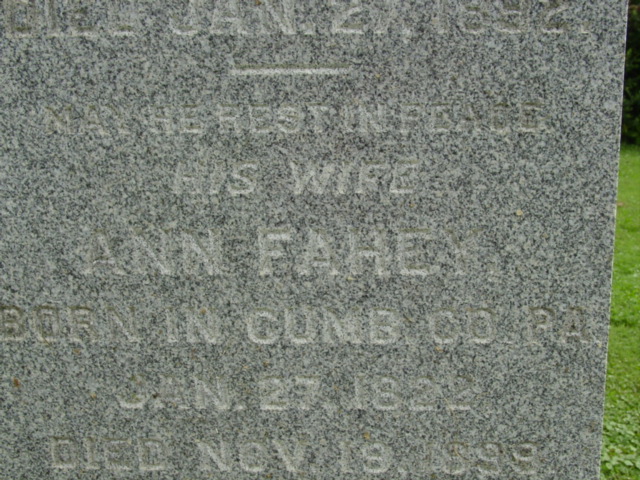 DIED JAN. 27, 1892.
MAY HE REST IN PEACE
HIS WIFE
ANN FAHEY.
BORN IN CUMB. CO. PA.
JAN. 27, 1822.
DIED NOV. 19, 1899.